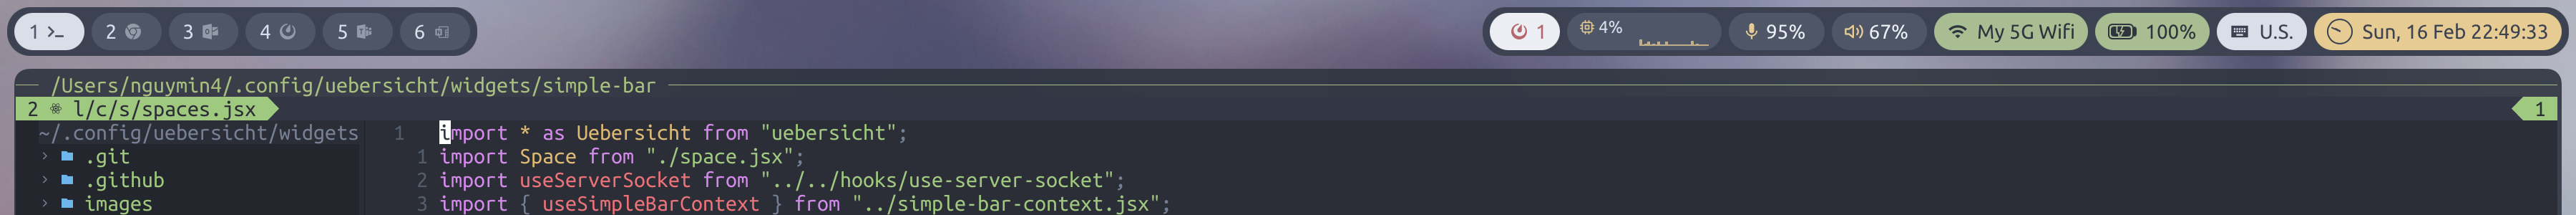 1 2 3 4 5 6 1 4% 95% 67% My 5G Wifi 100% U.S. Sun, 16 Feb 22:49:33
/Users/nguymin4/.config/uebersicht/widgets/simple-bar
2 l/c/s/spaces.jsx 1
~/.config/uebersicht/widgets 1 import * as Uebersicht from "uebersicht";
> .git 1 import Space from "./space.jsx";
> .github 2 import useServerSocket from "../../hooks/use-server-socket";
> images 3 import { useSimpleBarContext } from "../simple-bar-context.jsx";